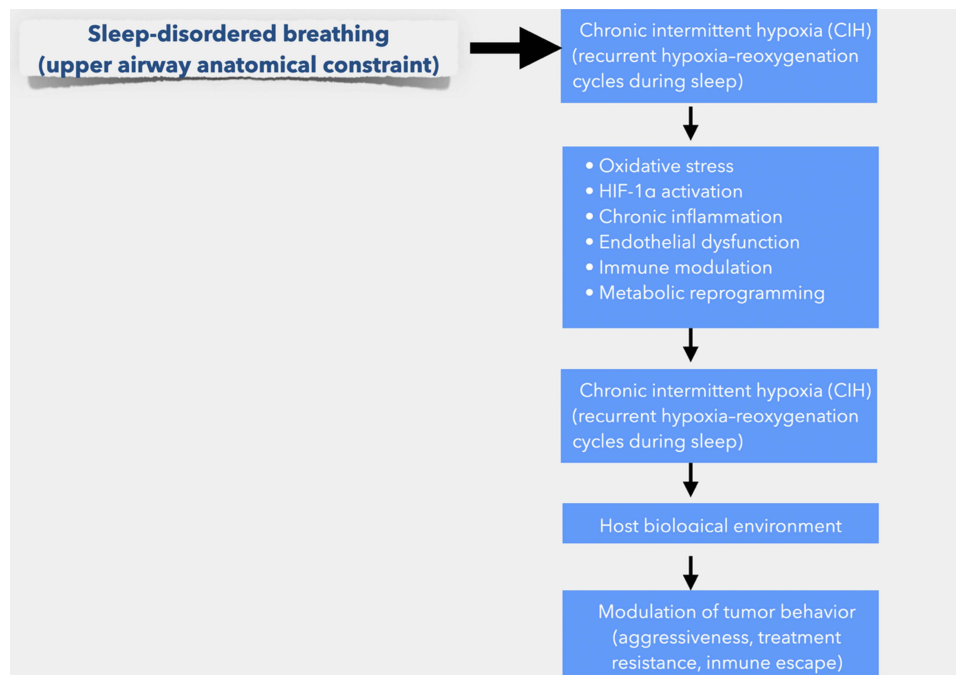 Sleep-disordered breathing
(upper airway anatomical constraint)
Chronic intermittent hypoxia (CIH)
(recurrent hypoxia–reoxygenation
cycles during sleep)
• Oxidative stress
• HIF-1α activation
• Chronic inflammation
• Endothelial dysfunction
• Immune modulation
• Metabolic reprogramming
Chronic intermittent hypoxia (CIH)
(recurrent hypoxia–reoxygenation
cycles during sleep)
Host biological environment
Modulation of tumor behavior
(aggressiveness, treatment
resistance, inmune escape)